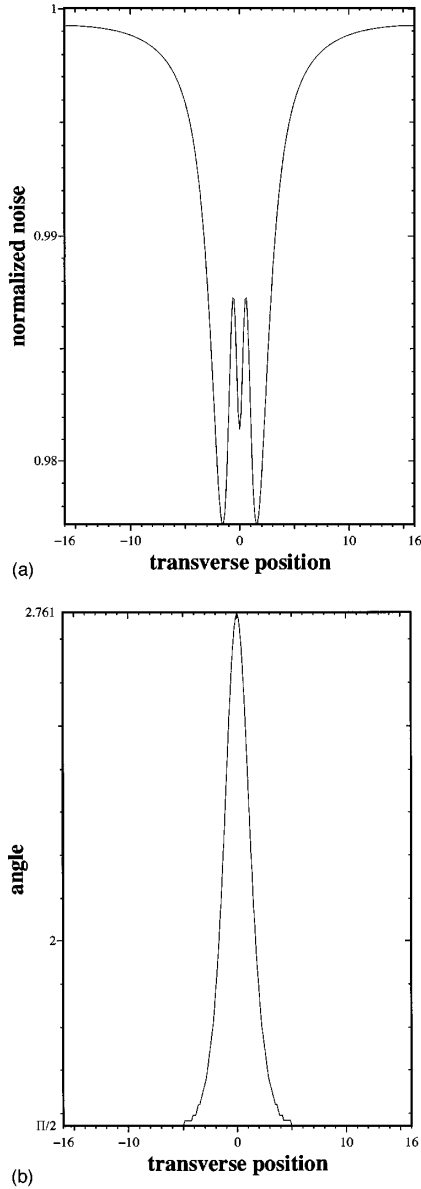 1
0.99
0.98
normalized noise
-16 -10 0 10 16
transverse position
(a)
2.761
2
Π/2
angle
-16 -10 0 10 16
transverse position
(b)